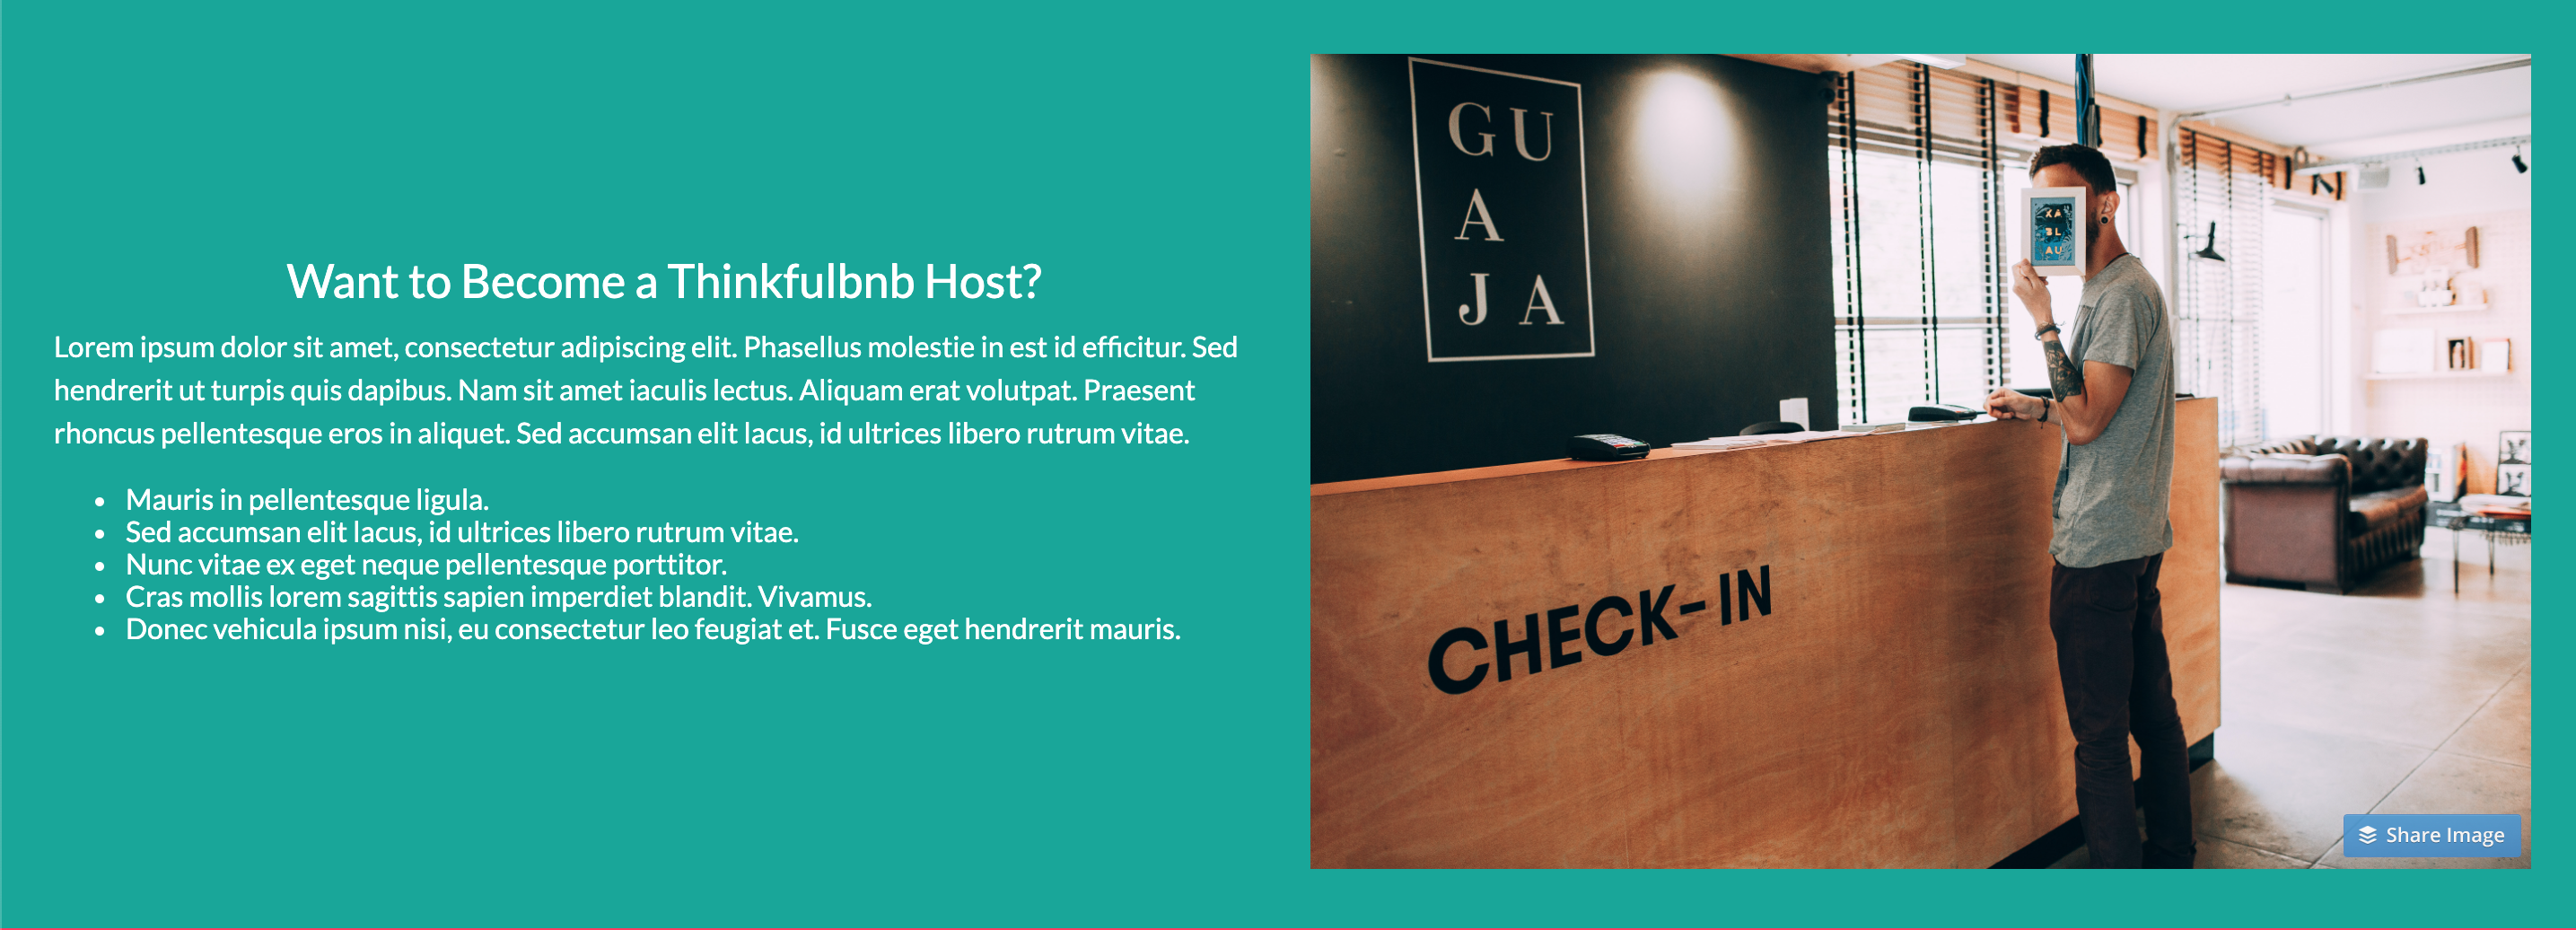 Want to Become a Thinkfulbnb Host?
Lorem ipsum dolor sit amet, consectetur adipiscing elit. Phasellus molestie in est id efficitur. Sed
hendrerit ut turpis quis dapibus. Nam sit amet iaculis lectus. Aliquam erat volutpat. Praesent
rhoncus pellentesque eros in aliquet. Sed accumsan elit lacus, id ultrices libero rutrum vitae.
• Mauris in pellentesque ligula.
• Sed accumsan elit lacus, id ultrices libero rutrum vitae.
• Nunc vitae ex eget neque pellentesque porttitor.
• Cras mollis lorem sagittis sapien imperdiet blandit. Vivamus.
• Donec vehicula ipsum nisi, eu consectetur leo feugiat et. Fusce eget hendrerit mauris.
GU
A
JA
XA
BL
AU
CHECK-IN
Share Image